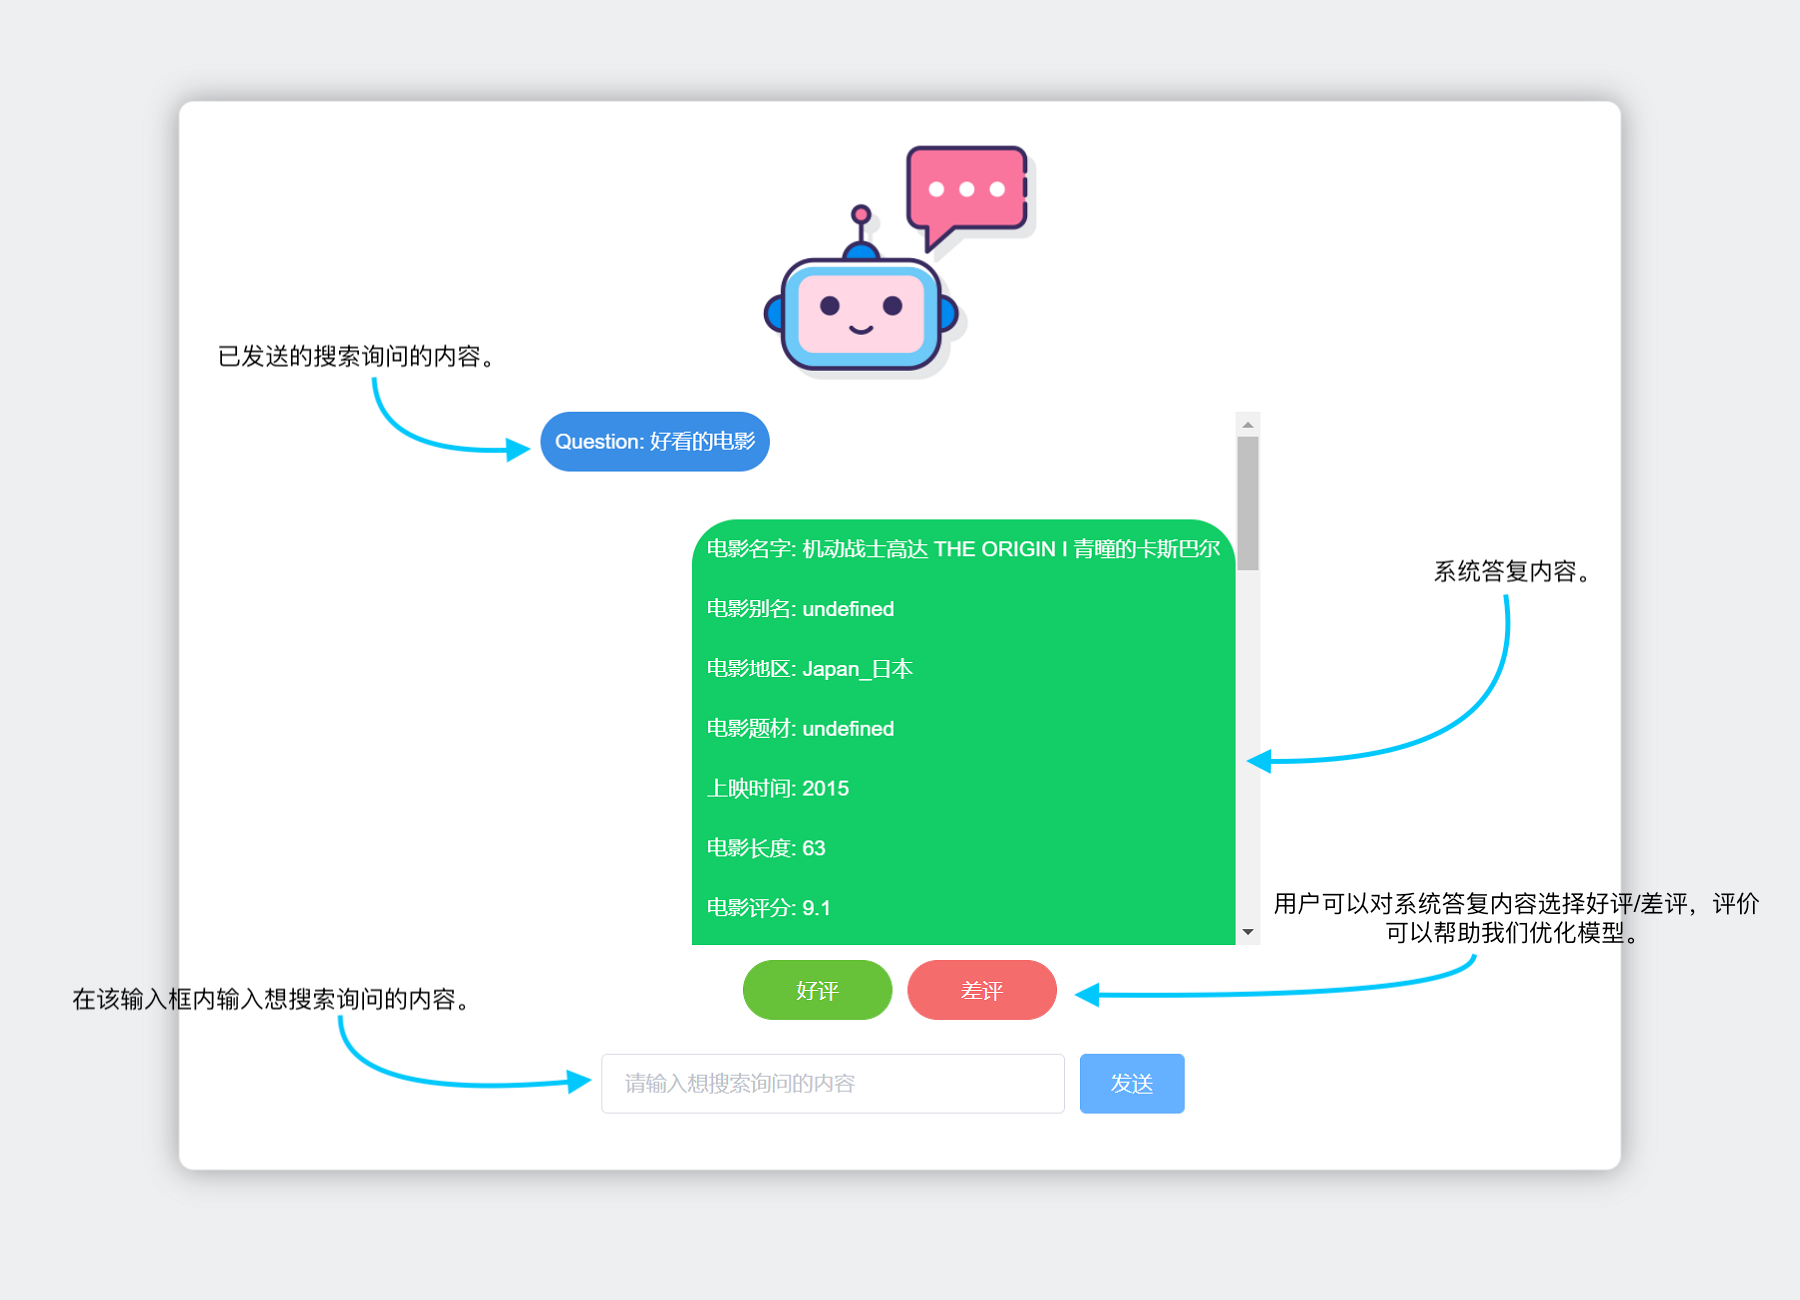 已发送的搜索询问的内容。
Question: 好看的电影
电影名字: 机动战士高达 THE ORIGIN I 青瞳的卡斯巴尔
电影别名: undefined
电影地区: Japan_日本
电影题材: undefined
上映时间: 2015
电影长度: 63
电影评分: 9.1
系统答复内容。
用户可以对系统答复内容选择好评/差评，评价
可以帮助我们优化模型。
好评
差评
在该输入框内输入想搜索询问的内容。
请输入想搜索询问的内容
发送